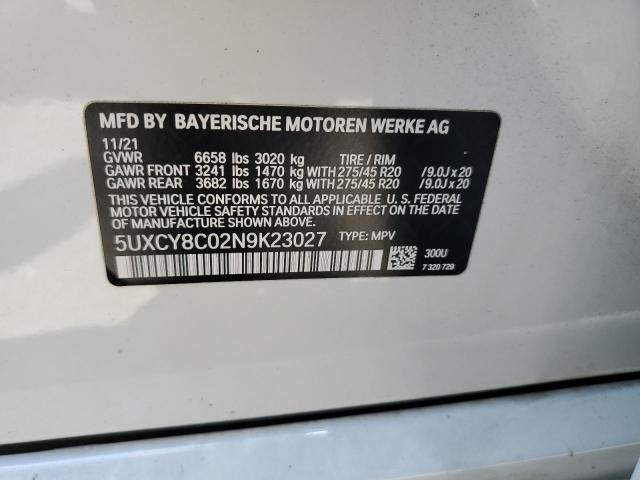 MFD BY BAYERISCHE MOTOREN WERKE AG
11/21
GVWR 6658 lbs 3020 kg TIRE / RIM
GAWR FRONT 3241 lbs 1470 kg WITH 275/45 R20 /9.0J x 20
GAWR REAR 3682 lbs 1670 kg WITH 275/45 R20 /9.0J x 20
THIS VEHICLE CONFORMS TO ALL APPLICABLE U. S. FEDERAL
MOTOR VEHICLE SAFETY STANDARDS
IN EFFECT ON THE DATE OF MANUFACTURE SHOWN ABOVE.
5UXCY8C02N9K23027 TYPE: MPV
300U
7 320 729